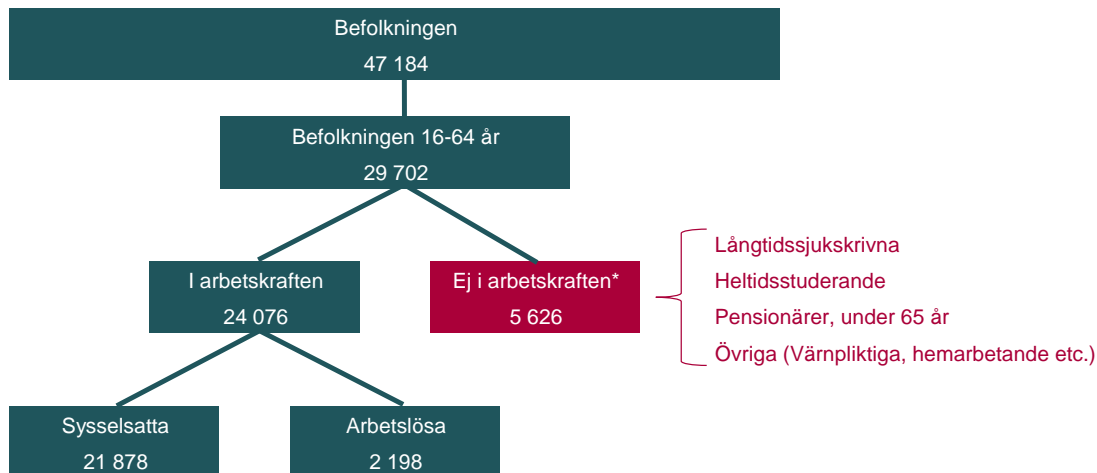 Befolkningen
47 184
Befolkningen 16-64 år
29 702
I arbetskraften
24 076
Ej i arbetskraften*
5 626
Långtidssjukskrivna
Heltidsstuderande
Pensionärer, under 65 år
Övriga (Värnpliktiga, hemarbetande etc.)
Sysselsatta
21 878
Arbetslösa
2 198